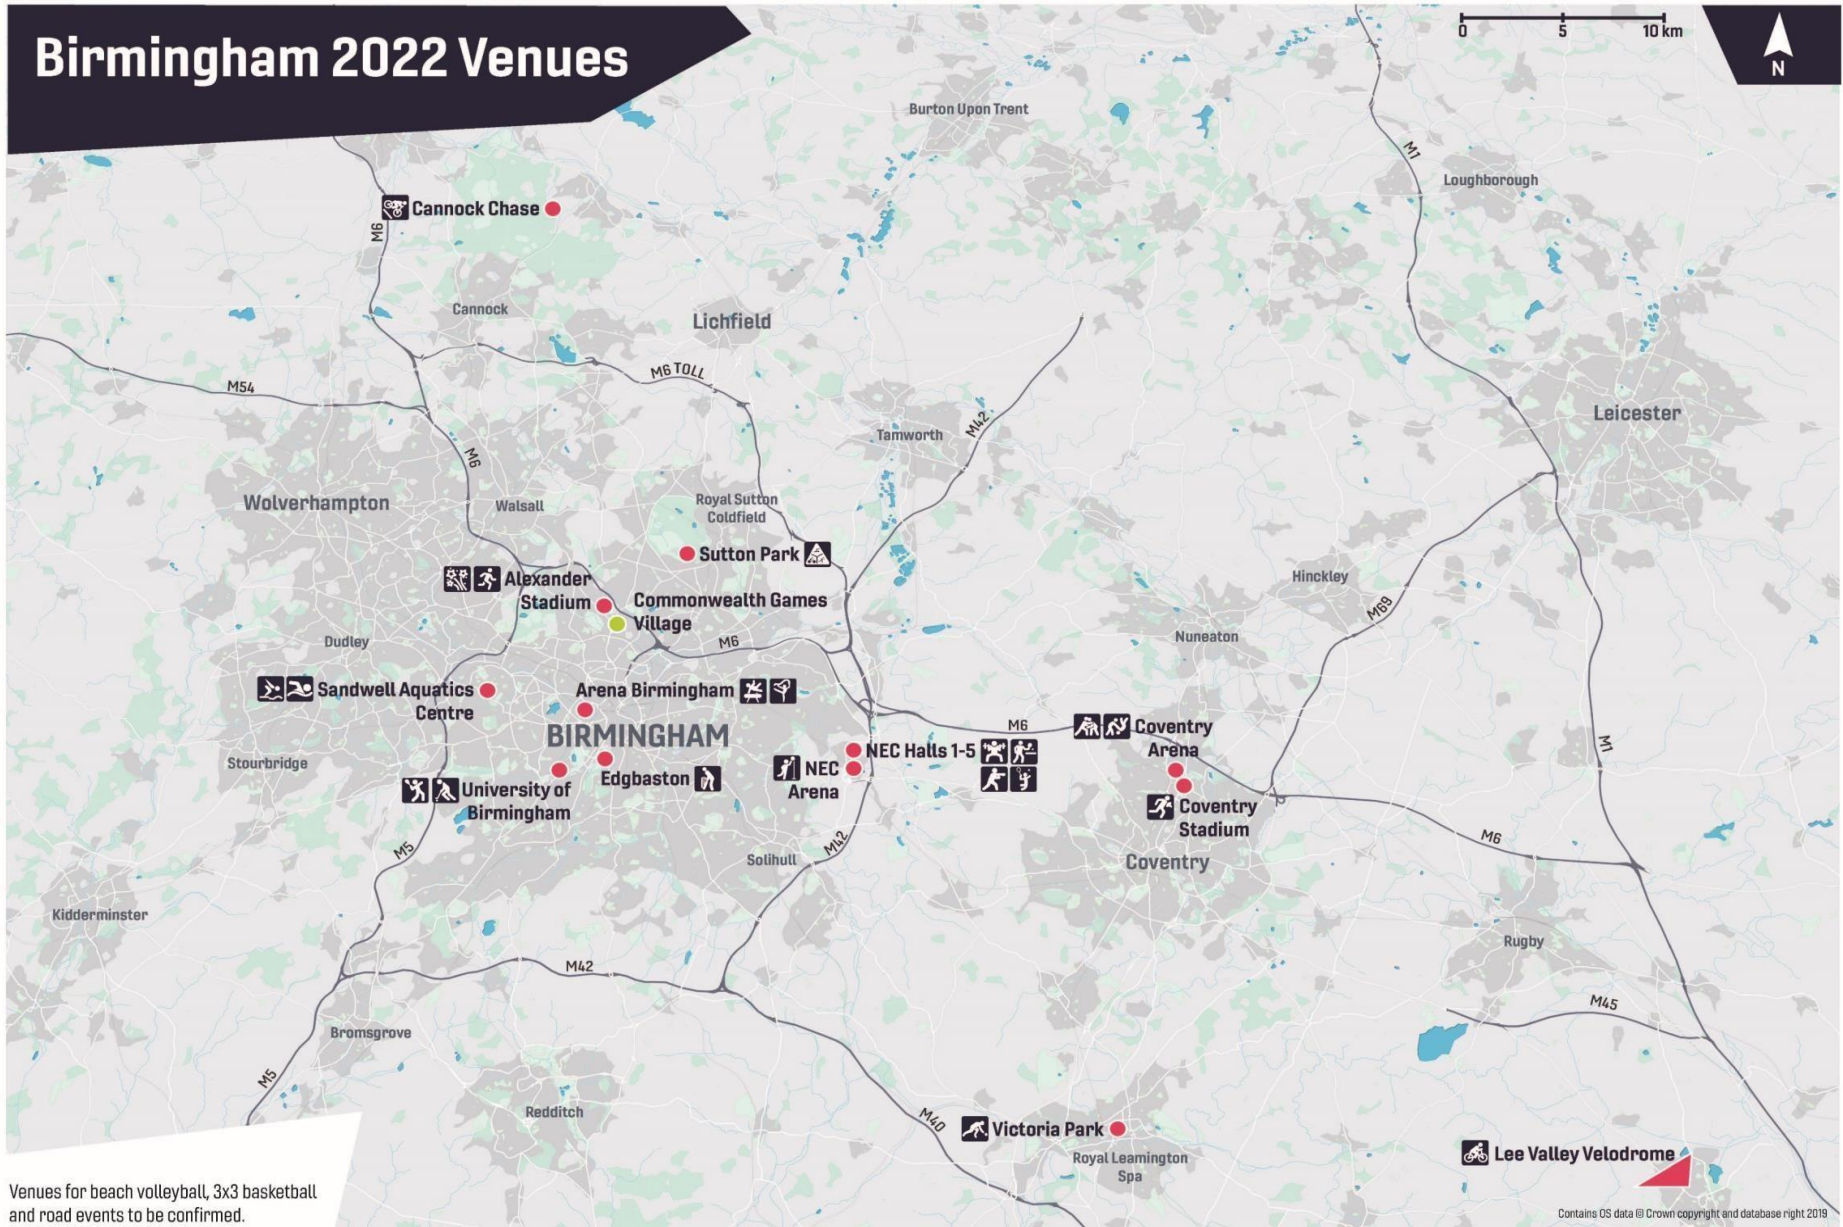 Birmingham 2022 Venues
0 5 10 km
N
Burton Upon Trent
M1
Loughborough
Cannock Chase
M6
Cannock
Lichfield
M6 TOLL
M54
Leicester
Tamworth
M42
M6
Wolverhampton
Walsall
Royal Sutton
Coldfield
Sutton Park
Alexander
Stadium
Commonwealth Games
Village
Hinckley
M69
Dudley
M6
Nuneaton
Sandwell Aquatics
Centre
Arena Birmingham
BIRMINGHAM
M6
Coventry
Arena
M1
NEC Halls 1-5
Stourbridge
Edgbaston
NEC
Arena
University of
Birmingham
Coventry
Stadium
M5
M42
Solihull
Coventry
M6
Kidderminster
Rugby
M42
M45
Bromsgrove
M5
Redditch
M40
Victoria Park
Royal Leamington
Spa
Lee Valley Velodrome
Venues for beach volleyball, 3x3 basketball
and road events to be confirmed.
Contains OS data © Crown copyright and database right 2019